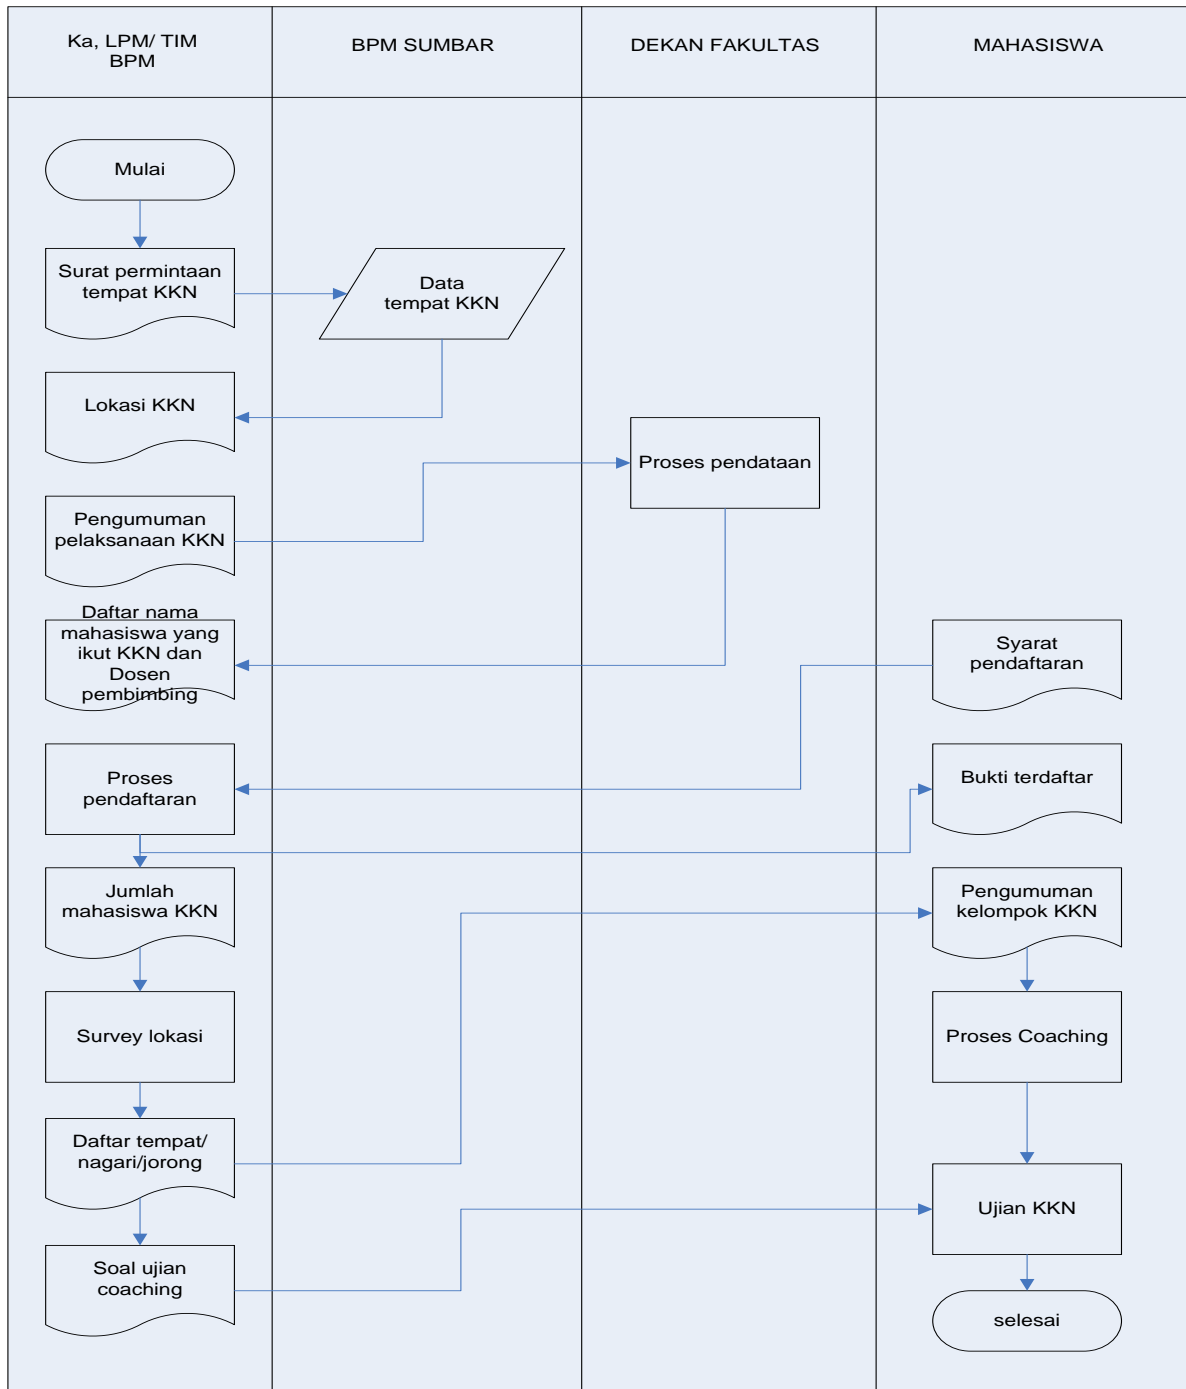 Ka, LPM/ TIM
BPM
BPM SUMBAR
DEKAN FAKULTAS
MAHASISWA
Mulai
Surat permintaan
tempat KKN
Data
tempat KKN
Lokasi KKN
Proses pendataan
Pengumuman
pelaksanaan KKN
Daftar nama
mahasiswa yang
ikut KKN dan
Dosen
pembimbing
Syarat
pendaftaran
Proses
pendaftaran
Bukti terdaftar
Jumlah
mahasiswa KKN
Pengumuman
kelompok KKN
Survey lokasi
Proses Coaching
Daftar tempat/
nagari/jorong
Ujian KKN
Soal ujian
coaching
selesai